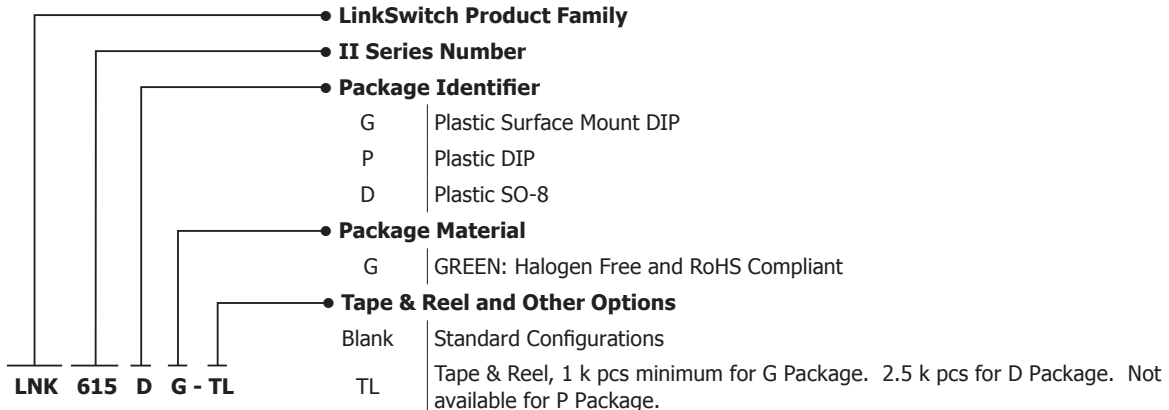 LinkSwitch Product Family
II Series Number
Package Identifier
G Plastic Surface Mount DIP
P Plastic DIP
D Plastic SO-8
Package Material
G GREEN: Halogen Free and RoHS Compliant
Tape & Reel and Other Options
Blank Standard Configurations
TL Tape & Reel, 1 k pcs minimum for G Package. 2.5 k pcs for D Package. Not
available for P Package.
LNK 615 D G - TL